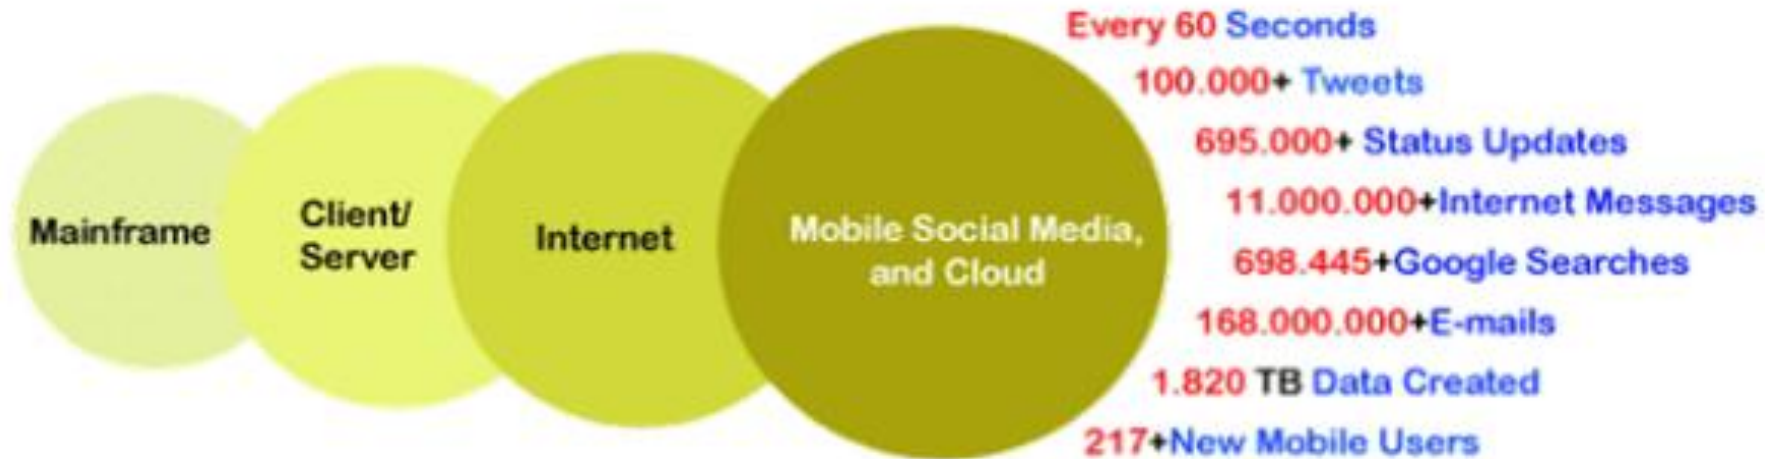 Mainframe
Client/
Server
Internet
Mobile Social Media,
and Cloud
Every 60 Seconds
100.000+ Tweets
695.000+ Status Updates
11.000.000+Internet Messages
698.445+Google Searches
168.000.000+E-mails
1.820 TB Data Created
217+New Mobile Users